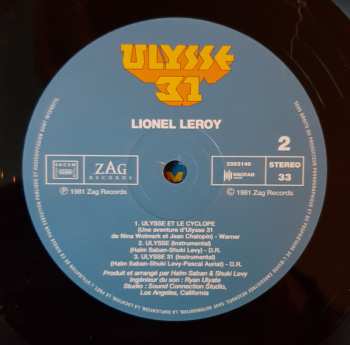 ULYSSE
31
LIONEL LEROY
2
SACEM
ZAG
RECORDS
2283140
STEREO
33
℗ 1981 Zag Records
© 1981 Zag Records
1. ULYSSE ET LE CYCLOPE
(Une aventure d'Ulysse 31
de Nina Wolmark et Jean Chalopin) - Warner
2. ULYSSE (Instrumental)
(Haïm Saban-Shuki Levy) - D.R.
3. ULYSSE 31 (Instrumental)
(Haïm Saban-Shuki Levy-Pascal Auriat) - D.R.
Produit et arrangé par Haïm Saban & Shuki Levy
Ingénieur du son : Ryan Ulyate
Studio : Sound Connection Studio,
Los Angeles, California